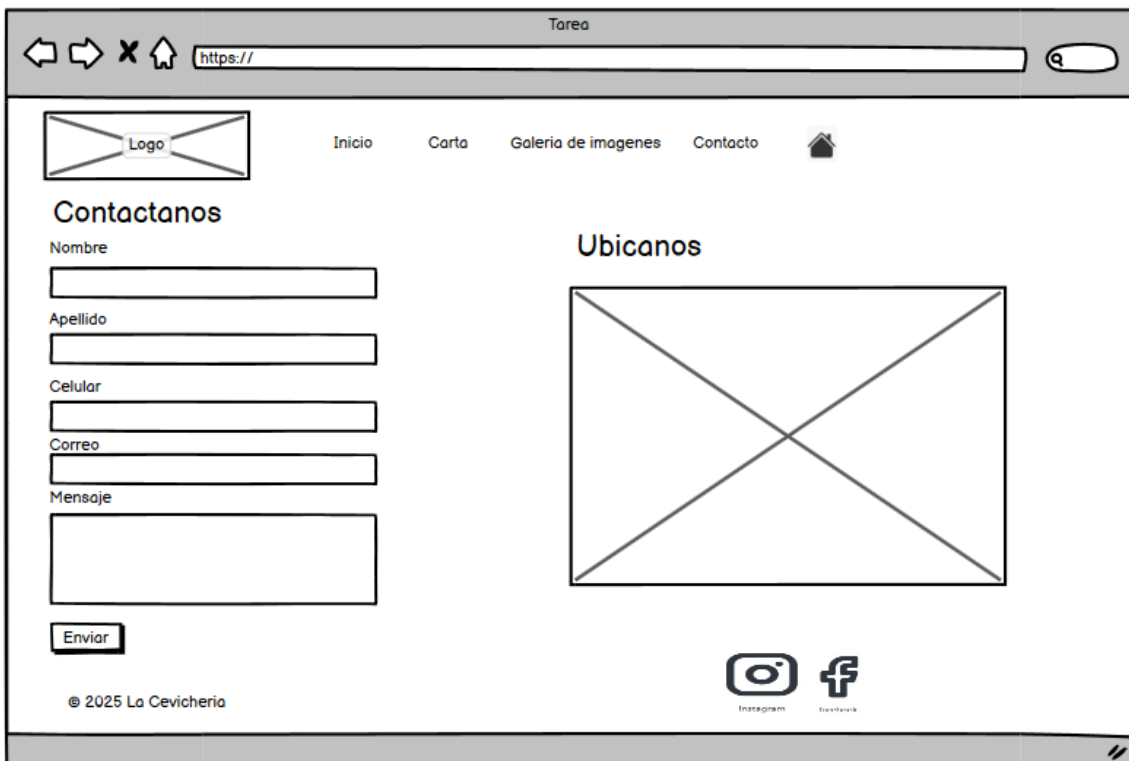 Tarea
https://
Logo
Inicio Carta Galeria de imagenes Contacto
Contactanos
Ubicanos
Nombre
Apellido
Celular
Correo
Mensaje
Enviar
© 2025 La Cevicheria
Instagram